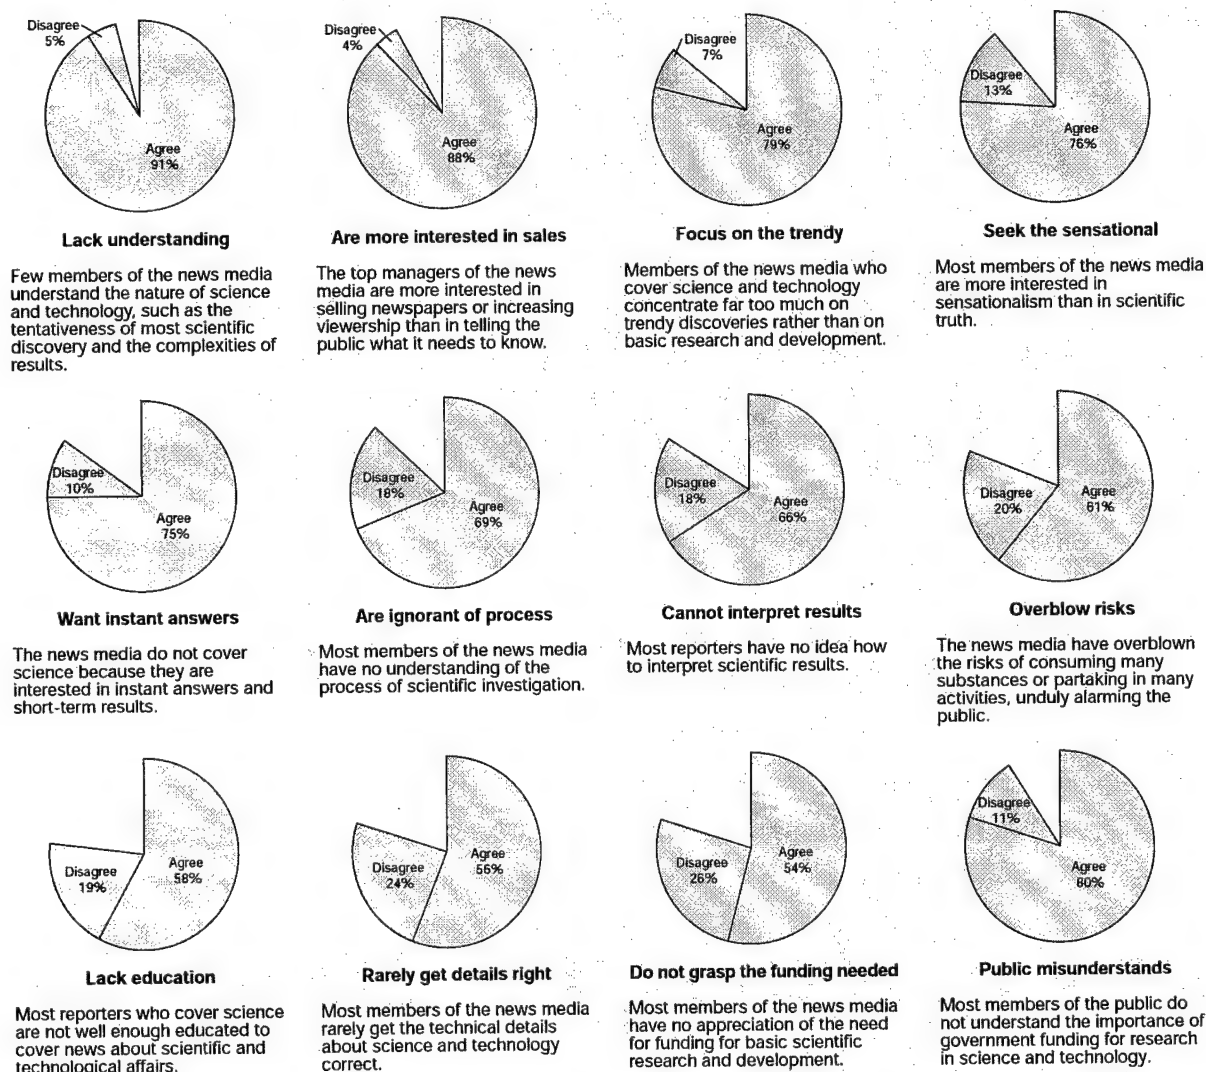 Disagree
5%
Agree
91%
Lack understanding
Few members of the news media
understand the nature of science
and technology, such as the
tentativeness of most scientific
discovery and the complexities of
results.
Disagree
4%
Agree
88%
Are more interested in sales
The top managers of the news
media are more interested in
selling newspapers or increasing
viewership than in telling the
public what it needs to know.
Disagree
7%
Agree
79%
Focus on the trendy
Members of the news media who
cover science and technology
concentrate far too much on
trendy discoveries rather than on
basic research and development.
Disagree
13%
Agree
76%
Seek the sensational
Most members of the news media
are more interested in
sensationalism than in scientific
truth.
Disagree
10%
Agree
75%
Want instant answers
The news media do not cover
science because they are
interested in instant answers and
short-term results.
Disagree
18%
Agree
69%
Are ignorant of process
Most members of the news media
have no understanding of the
process of scientific investigation.
Disagree
18%
Agree
66%
Cannot interpret results
Most reporters have no idea how
to interpret scientific results.
Disagree
20%
Agree
61%
Overblow risks
The news media have overblown
the risks of consuming many
substances or partaking in many
activities, unduly alarming the
public.
Disagree
19%
Agree
58%
Lack education
Most reporters who cover science
are not well enough educated to
cover news about scientific and
technological affairs.
Disagree
24%
Agree
56%
Rarely get details right
Most members of the news media
rarely get the technical details
about science and technology
correct.
Disagree
26%
Agree
54%
Do not grasp the funding needed
Most members of the news media
have no appreciation of the need
for funding for basic scientific
research and development.
Disagree
11%
Agree
80%
Public misunderstands
Most members of the public do
not understand the importance of
government funding for research
in science and technology.